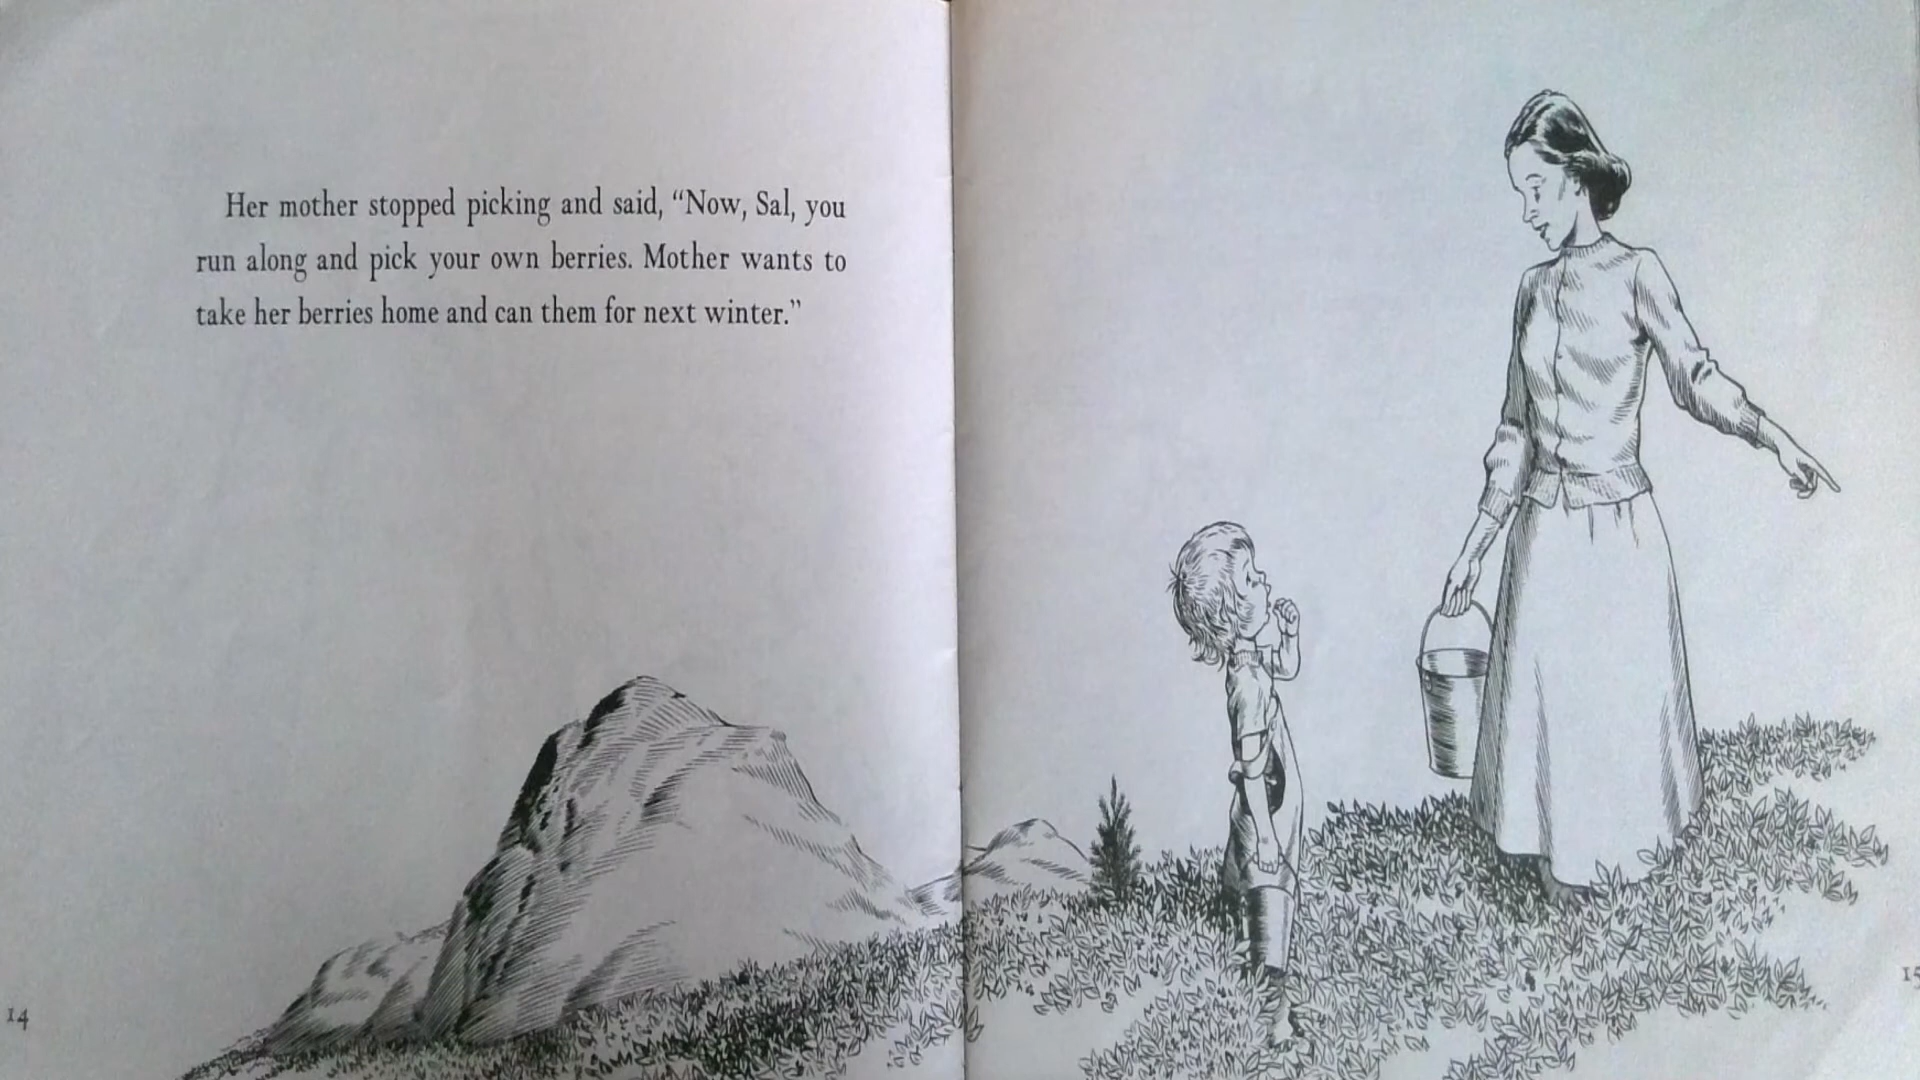 Her mother stopped picking and said, “Now, Sal, you
run along and pick your own berries. Mother wants to
take her berries home and can them for next winter.”
14
15